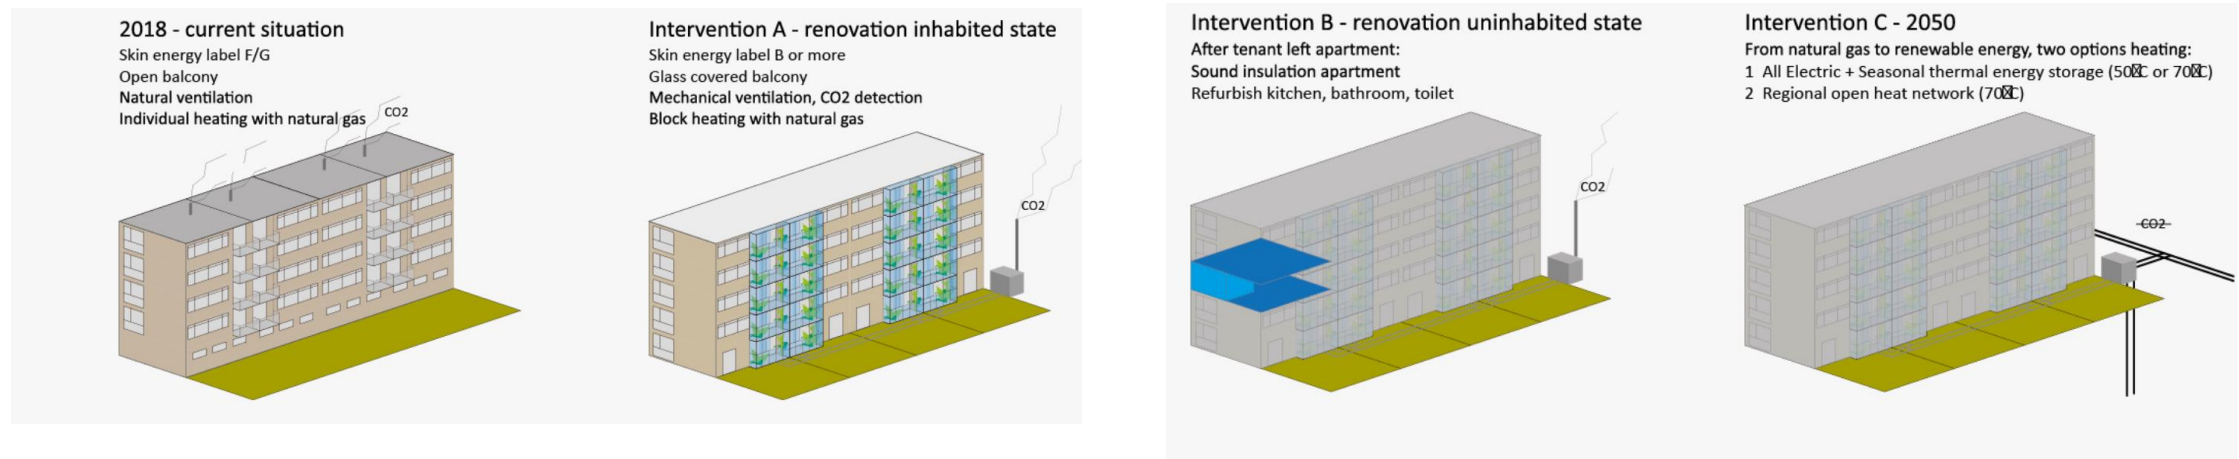 2018 - current situation
Skin energy label F/G
Open balcony
Natural ventilation
Individual heating with natural gas
CO2
Intervention A - renovation inhabited state
Skin energy label B or more
Glass covered balcony
Mechanical ventilation, CO2 detection
Block heating with natural gas
CO2
Intervention B - renovation uninhabited state
After tenant left apartment:
Sound insulation apartment
Refurbish kitchen, bathroom, toilet
CO2
Intervention C - 2050
From natural gas to renewable energy, two options heating:
1 All Electric + Seasonal thermal energy storage (50☒C or 70☒C)
2 Regional open heat network (70☒C)
CO2